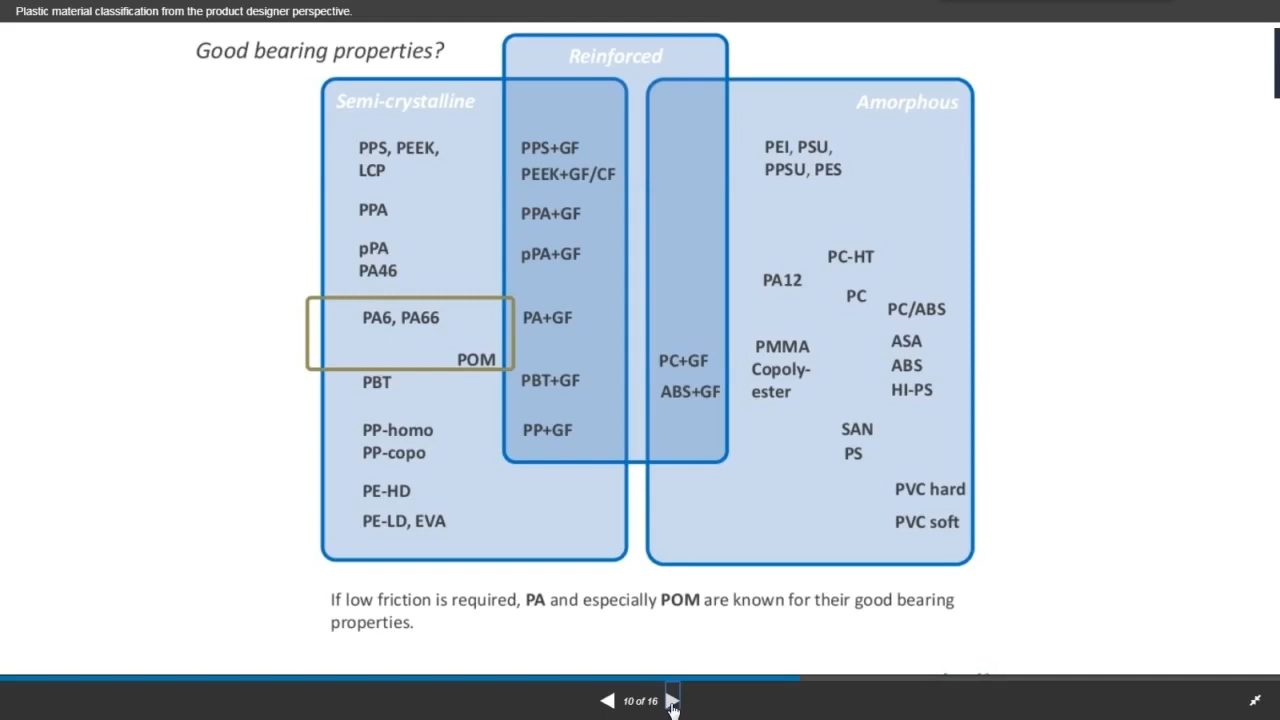 Plastic material classification from the product designer perspective.
Good bearing properties?
Reinforced
Semi-crystalline
Amorphous
PPS, PEEK,
LCP
PPA
pPA
PA46
PA6, PA66
POM
PBT
PP-homo
PP-copo
PE-HD
PE-LD, EVA
PPS+GF
PEEK+GF/CF
PPA+GF
pPA+GF
PA+GF
PBT+GF
PP+GF
PC+GF
ABS+GF
PEI, PSU,
PPSU, PES
PC-HT
PA12
PC
PC/ABS
PMMA
Copoly-
ester
ASA
ABS
HI-PS
SAN
PS
PVC hard
PVC soft
If low friction is required, PA and especially POM are known for their good bearing
properties.
10 of 16